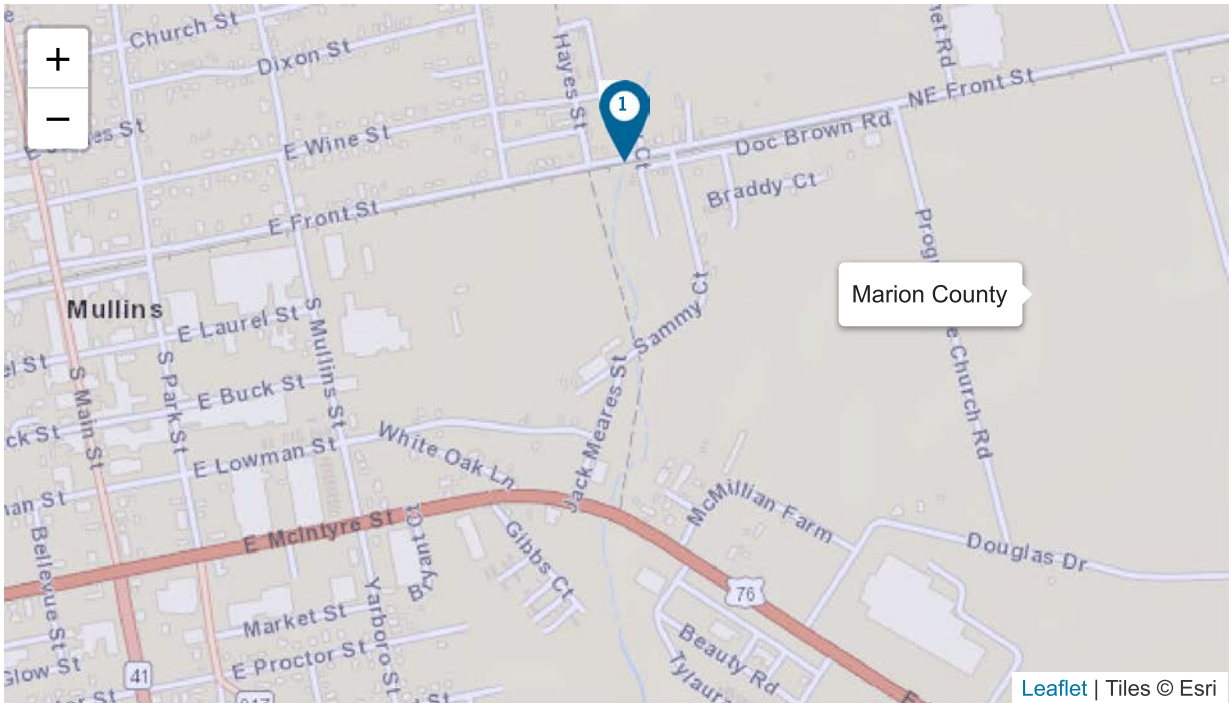 Church St
Dixon St
Hayes St
1
Ct
NE Front St
Doc Brown Rd
Braddy Ct
+
−
E Wine St
E Front St
Mullins
E Laurel St
S Mullins St
S Main St
S Park St
E Buck St
E Lowman St
White Oak Ln
Jack Meares St
Sammy Ct
Marion County
Church Rd
McMillian Farm
Douglas Dr
E McIntyre St
Bryant Ct
Gibbs Ct
76
Bellevue St
Market St
Yarboro St
E Proctor St
Beauty Rd
41
Leaflet | Tiles © Esri